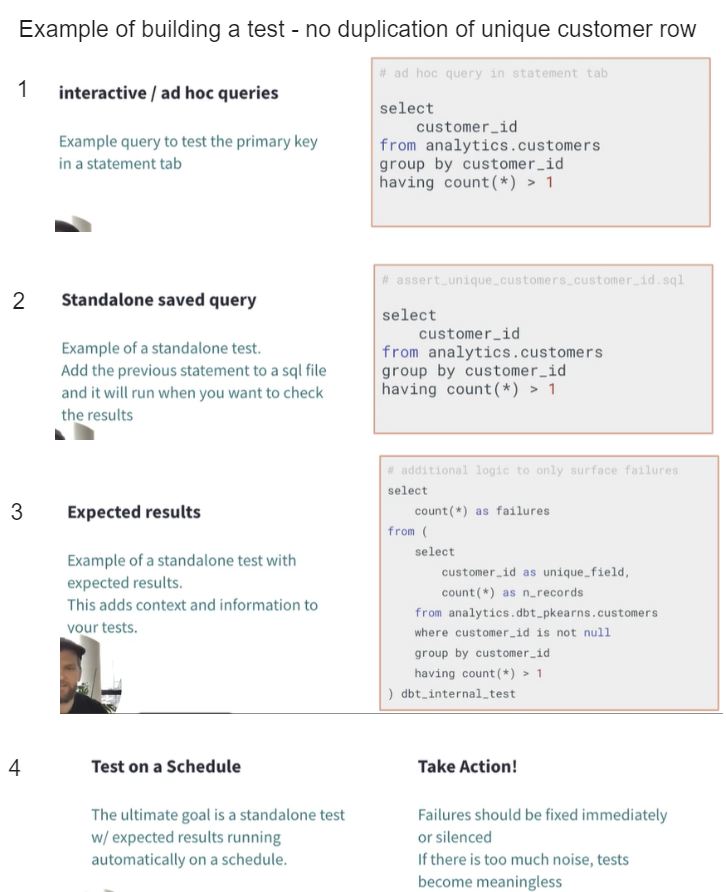 Example of building a test - no duplication of unique customer row
1
interactive / ad hoc queries
Example query to test the primary key
in a statement tab
# ad hoc query in statement tab
select
customer_id
from analytics.customers
group by customer_id
having count(*) > 1
2
Standalone saved query
Example of a standalone test.
Add the previous statement to a sql file
and it will run when you want to check
the results
# assert_unique_customers_customer_id.sql
select
customer_id
from analytics.customers
group by customer_id
having count(*) > 1
3
Expected results
Example of a standalone test with
expected results.
This adds context and information to
your tests.
# additional logic to only surface failures
select
count(*) as failures
from (
select
customer_id as unique_field,
count(*) as n_records
from analytics.dbt_pkearns.customers
where customer_id is not null
group by customer_id
having count(*) > 1
) dbt_internal_test
4
Test on a Schedule
The ultimate goal is a standalone test
w/ expected results running
automatically on a schedule.
Take Action!
Failures should be fixed immediately
or silenced
If there is too much noise, tests
become meaningless